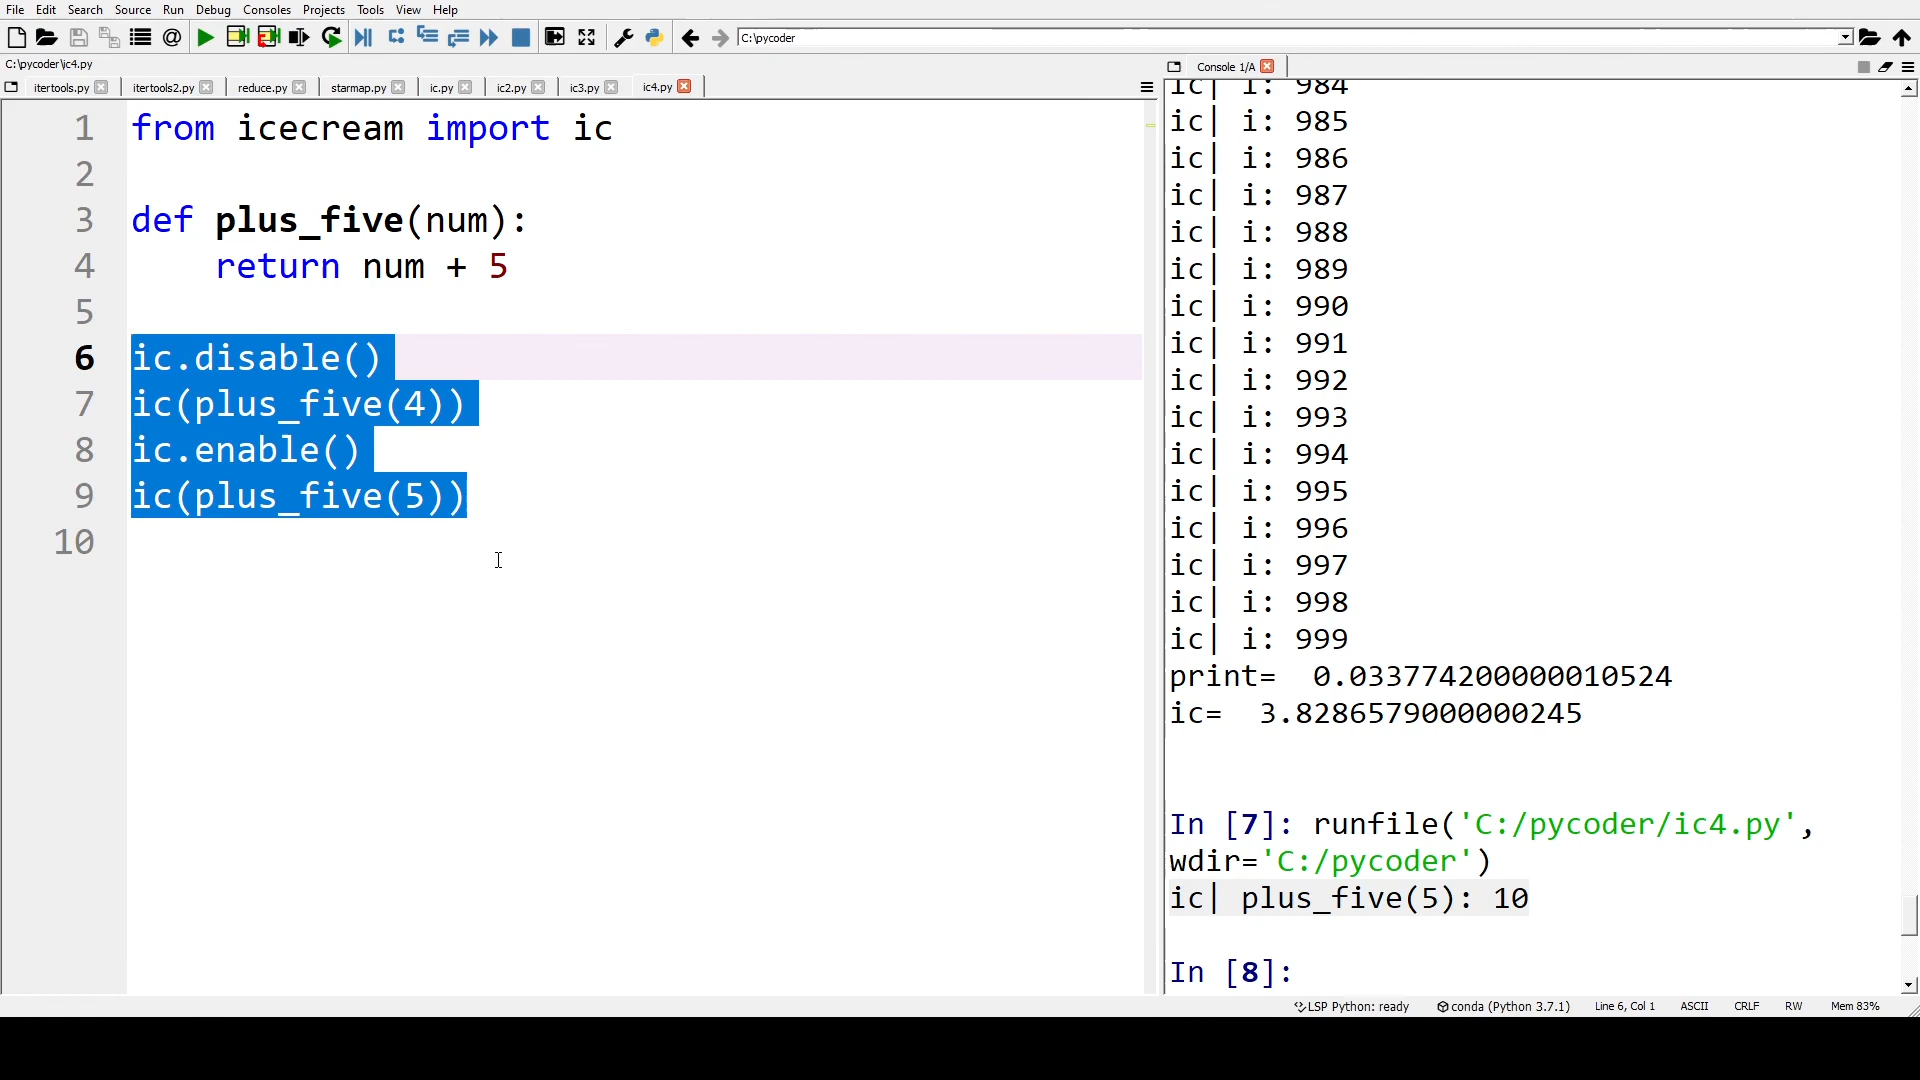 File Edit Search Source Run Debug Consoles Projects Tools View Help
C:\pycoder
C:\pycoder\ic4.py
itertools.py itertools2.py reduce.py starmap.py ic.py ic2.py ic3.py ic4.py
1 from icecream import ic
2
3 def plus_five(num):
4 return num + 5
5
6 ic.disable()
7 ic(plus_five(4))
8 ic.enable()
9 ic(plus_five(5))
10
Console 1/A
ic| i: 984
ic| i: 985
ic| i: 986
ic| i: 987
ic| i: 988
ic| i: 989
ic| i: 990
ic| i: 991
ic| i: 992
ic| i: 993
ic| i: 994
ic| i: 995
ic| i: 996
ic| i: 997
ic| i: 998
ic| i: 999
print= 0.033774200000010524
ic= 3.8286579000000245
In [7]: runfile('C:/pycoder/ic4.py',
wdir='C:/pycoder')
ic| plus_five(5): 10
In [8]:
LSP Python: ready conda (Python 3.7.1) Line 6, Col 1 ASCII CRLF RW Mem 83%